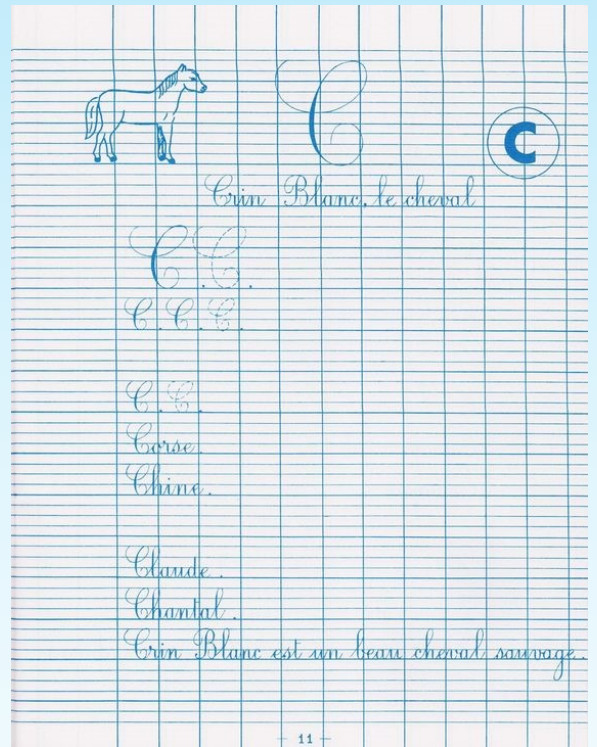 C
C
Crin Blanc, le cheval
C . C .
C . C . C .
C . C .
Corse .
Chine .
Claude .
Chantal .
Crin Blanc est un beau cheval sauvage .
- 11 -